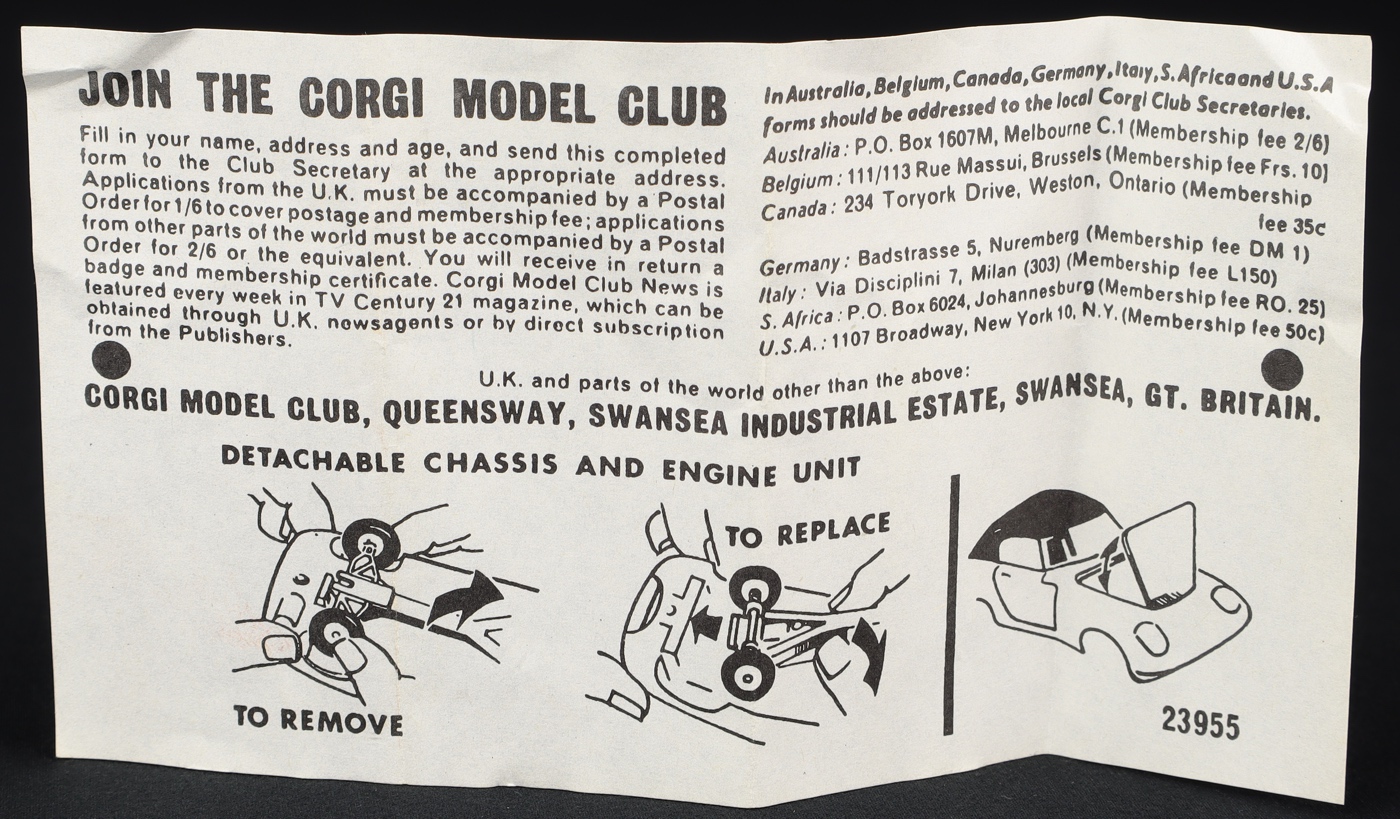 JOIN THE CORGI MODEL CLUB
Fill in your name, address and age, and send this completed
form to the Club Secretary at the appropriate address.
Applications from the U.K. must be accompanied by a Postal
Order for 1/6 to cover postage and membership fee; applications
from other parts of the world must be accompanied by a Postal
Order for 2/6 or the equivalent. You will receive in return a
badge and membership certificate. Corgi Model Club News is
featured every week in TV Century 21 magazine, which can be
obtained through U.K. newsagents or by direct subscription
from the Publishers.
In Australia, Belgium, Canada, Germany, Italy, S. Africa and U.S.A
forms should be addressed to the local Corgi Club Secretaries.
Australia: P.O. Box 1607M, Melbourne C.1 (Membership fee 2/6)
Belgium: 111/113 Rue Massui, Brussels (Membership fee Frs. 10)
Canada: 234 Toryork Drive, Weston, Ontario (Membership
fee 35c
Germany: Badstrasse 5, Nuremberg (Membership fee DM 1)
Italy: Via Disciplini 7, Milan (303) (Membership fee L150)
S. Africa: P.O. Box 6024, Johannesburg (Membership fee RO. 25)
U.S.A.: 1107 Broadway, New York 10, N.Y. (Membership fee 50c)
U.K. and parts of the world other than the above:
CORGI MODEL CLUB, QUEENSWAY, SWANSEA INDUSTRIAL ESTATE, SWANSEA, GT. BRITAIN.
DETACHABLE CHASSIS AND ENGINE UNIT
TO REPLACE
TO REMOVE
23955